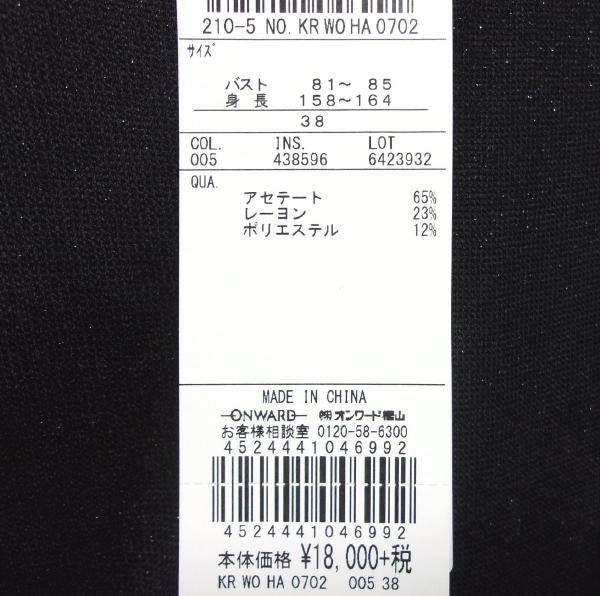 210-5 NO. KR WO HA 0702
サイズ
バスト 81〜 85
身 長 158〜164
38
COL. INS. LOT
005 438596 6423932
QUA.
アセテート 65%
レーヨン 23%
ポリエステル 12%
MADE IN CHINA
ONWARD ㈱オンワード樫山
お客様相談室 0120-58-6300
4524441046992
4524441046992
本体価格 ¥18,000+税
KR WO HA 0702 005 38